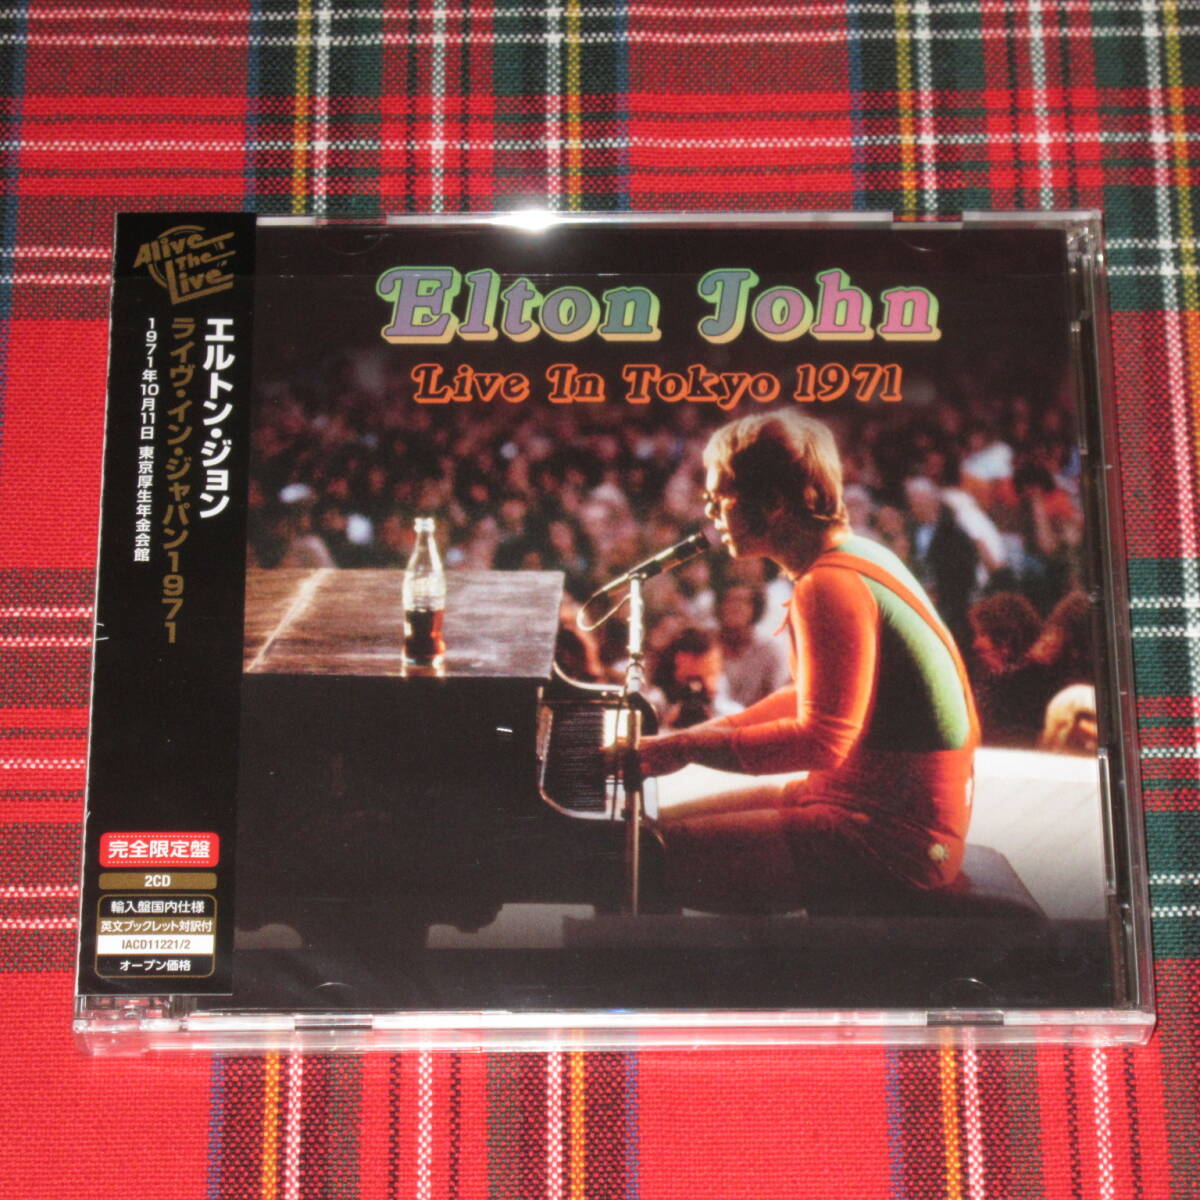 Alive The Live
エルトン・ジョン
ライヴ・イン・ジャパン1971
1971年10月11日 東京厚生年金会館
完全限定盤
2CD
輸入盤国内仕様
英文ブックレット対訳付
IACD11221/2
オープン価格
Elton John
Live In Tokyo 1971